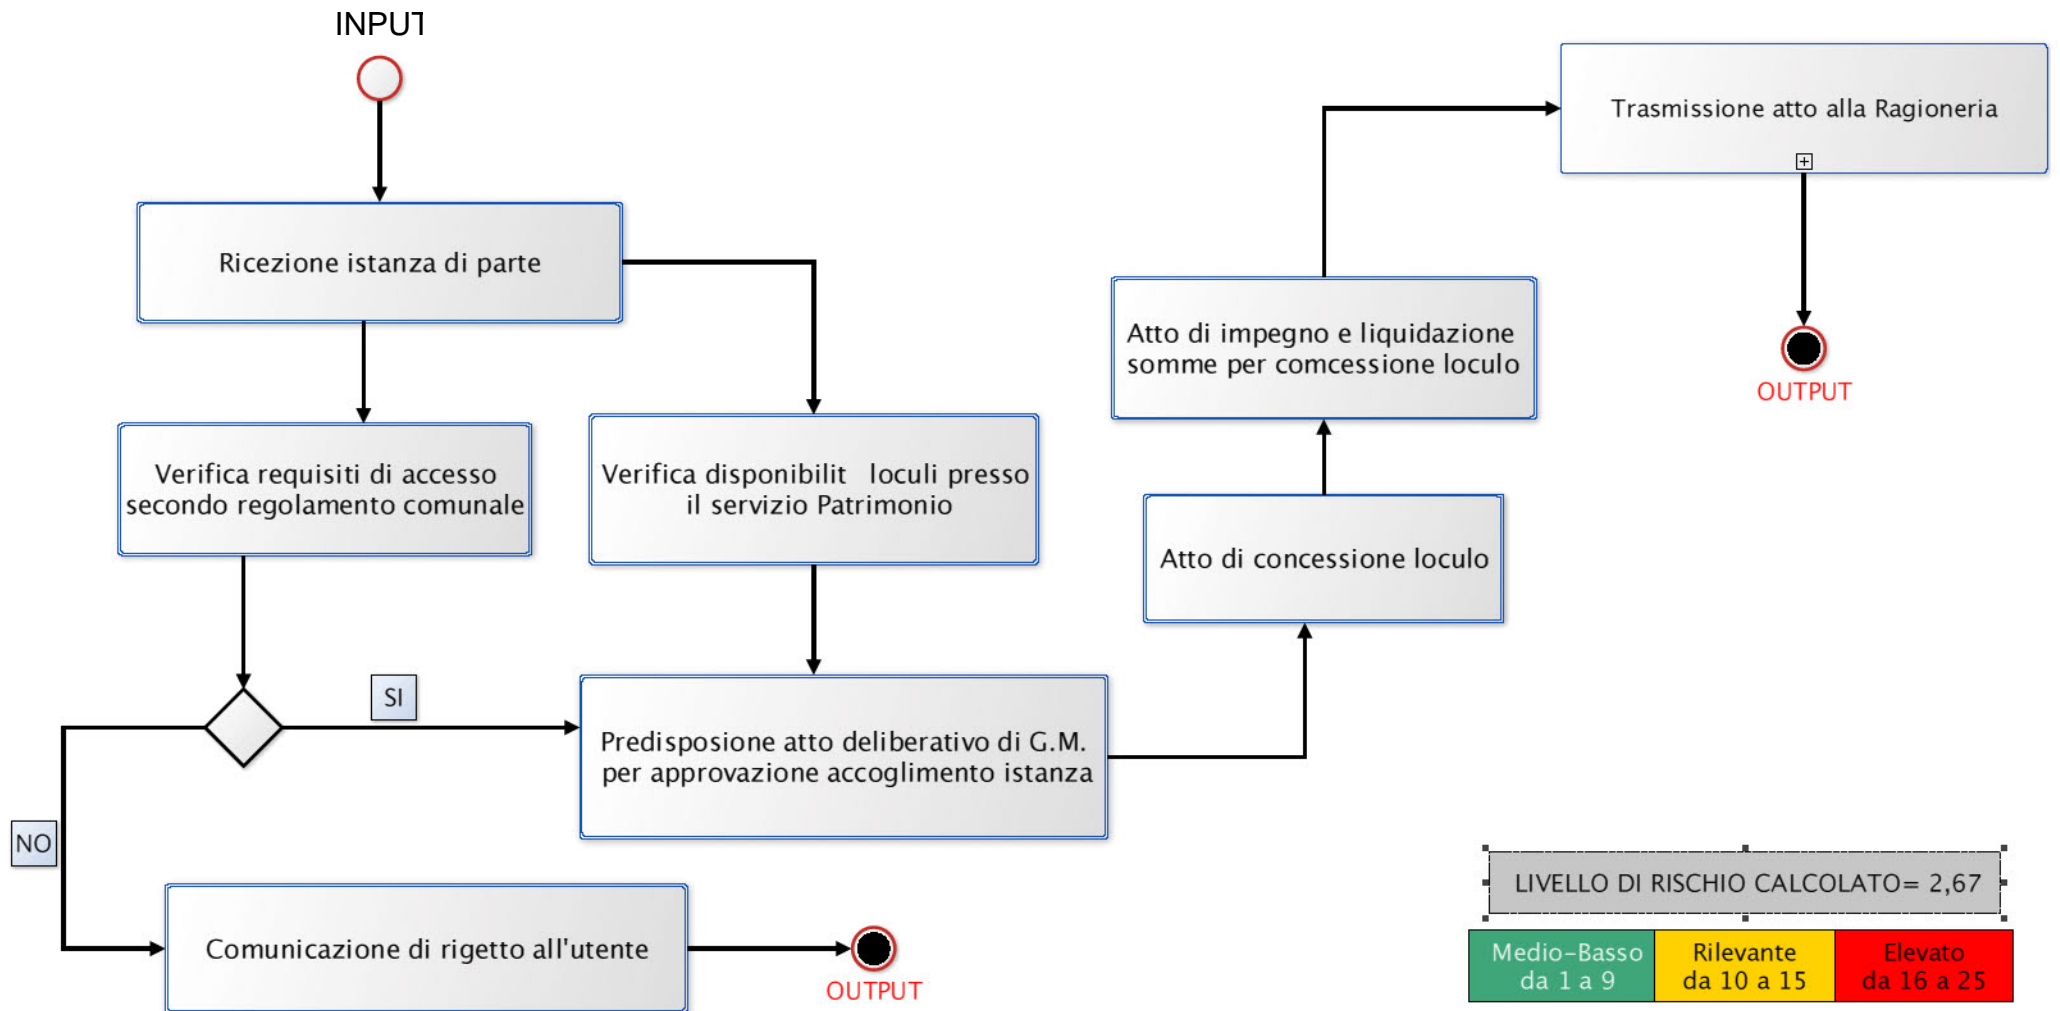 INPUT
Ricezione istanza di parte
Verifica requisiti di accesso
secondo regolamento comunale
Verifica disponibilit loculi presso
il servizio Patrimonio
SI
NO
Predisposione atto deliberativo di G.M.
per approvazione accoglimento istanza
Comunicazione di rigetto all'utente
OUTPUT
Atto di concessione loculo
Atto di impegno e liquidazione
somme per comcessione loculo
Trasmissione atto alla Ragioneria
OUTPUT
LIVELLO DI RISCHIO CALCOLATO= 2,67
Medio-Basso
da 1 a 9
Rilevante
da 10 a 15
Elevato
da 16 a 25